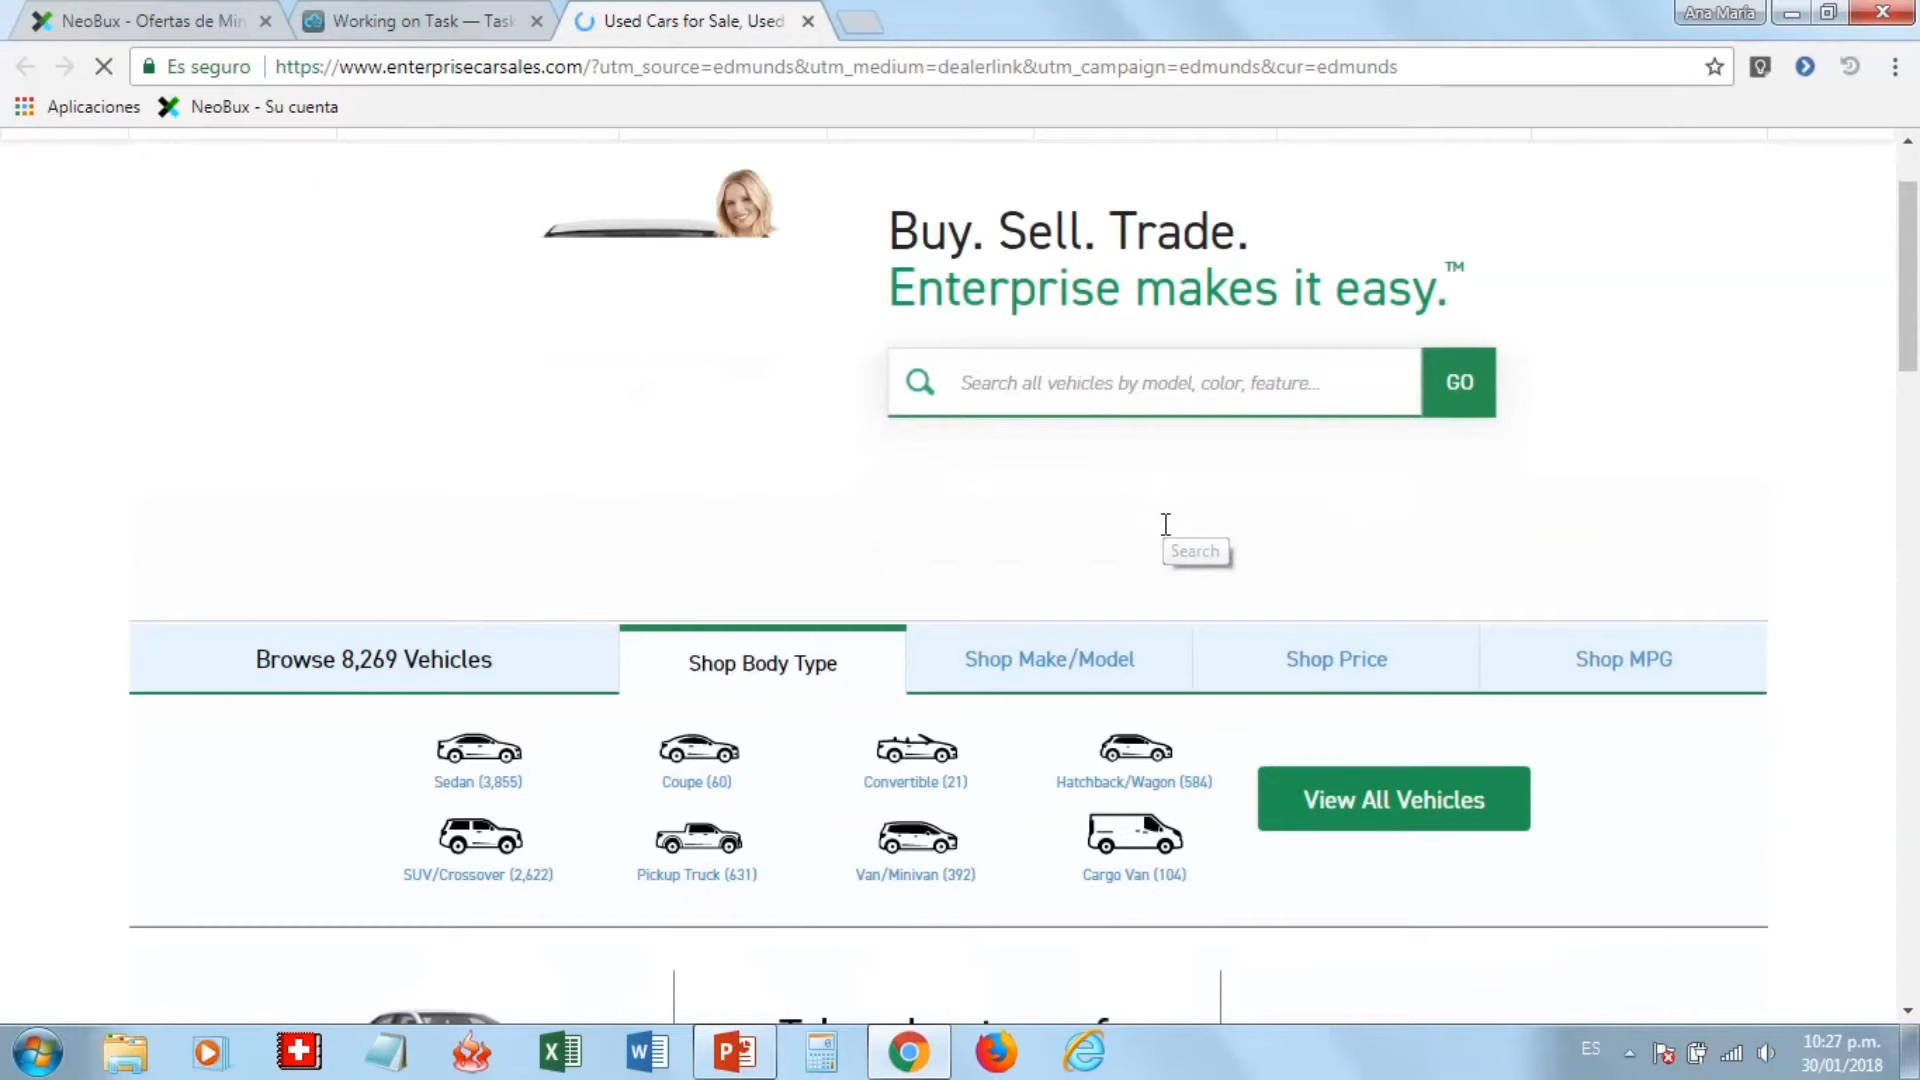 NeoBux - Ofertas de Min
Working on Task — Task
Used Cars for Sale, Used
Ana María
Es seguro
https://www.enterprisecarsales.com/?utm_source=edmunds&utm_medium=dealerlink&utm_campaign=edmunds&cur=edmunds
Aplicaciones
NeoBux - Su cuenta
Buy. Sell. Trade.
Enterprise makes it easy.™
Search all vehicles by model, color, feature...
GO
Search
Browse 8,269 Vehicles
Shop Body Type
Shop Make/Model
Shop Price
Shop MPG
Sedan (3,855)
Coupe (60)
Convertible (21)
Hatchback/Wagon (584)
View All Vehicles
SUV/Crossover (2,622)
Pickup Truck (631)
Van/Minivan (392)
Cargo Van (104)
ES
10:27 p.m.
30/01/2018